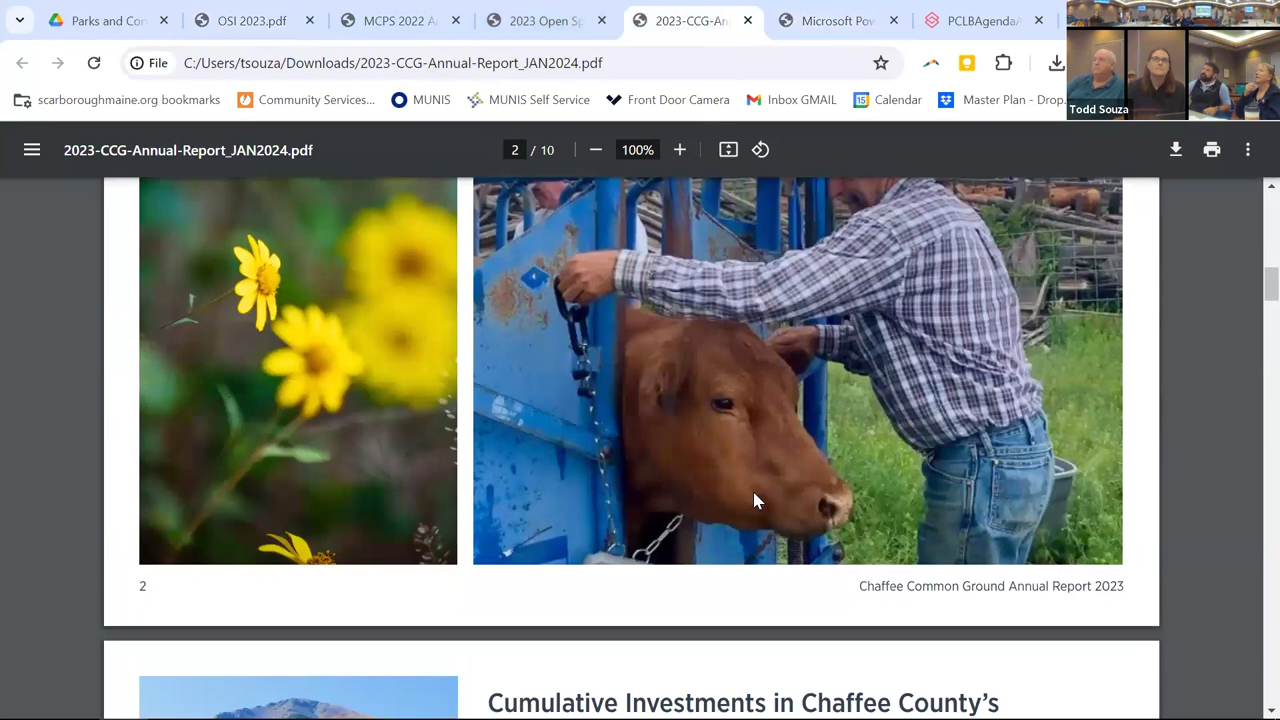 Parks and Con
OSI 2023.pdf
MCPS 2022 A
2023 Open Sp
2023-CCG-An
Microsoft Pow
PCLBAgenda
File
C:/Users/tsouza/Downloads/2023-CCG-Annual-Report_JAN2024.pdf
scarboroughmaine.org bookmarks
Community Services...
MUNIS
MUNIS Self Service
Front Door Camera
Inbox GMAIL
15
Calendar
Master Plan - Drop.
Todd Souza
2023-CCG-Annual-Report_JAN2024.pdf
2 / 10
100%
2
Chaffee Common Ground Annual Report 2023
Cumulative Investments in Chaffee County's